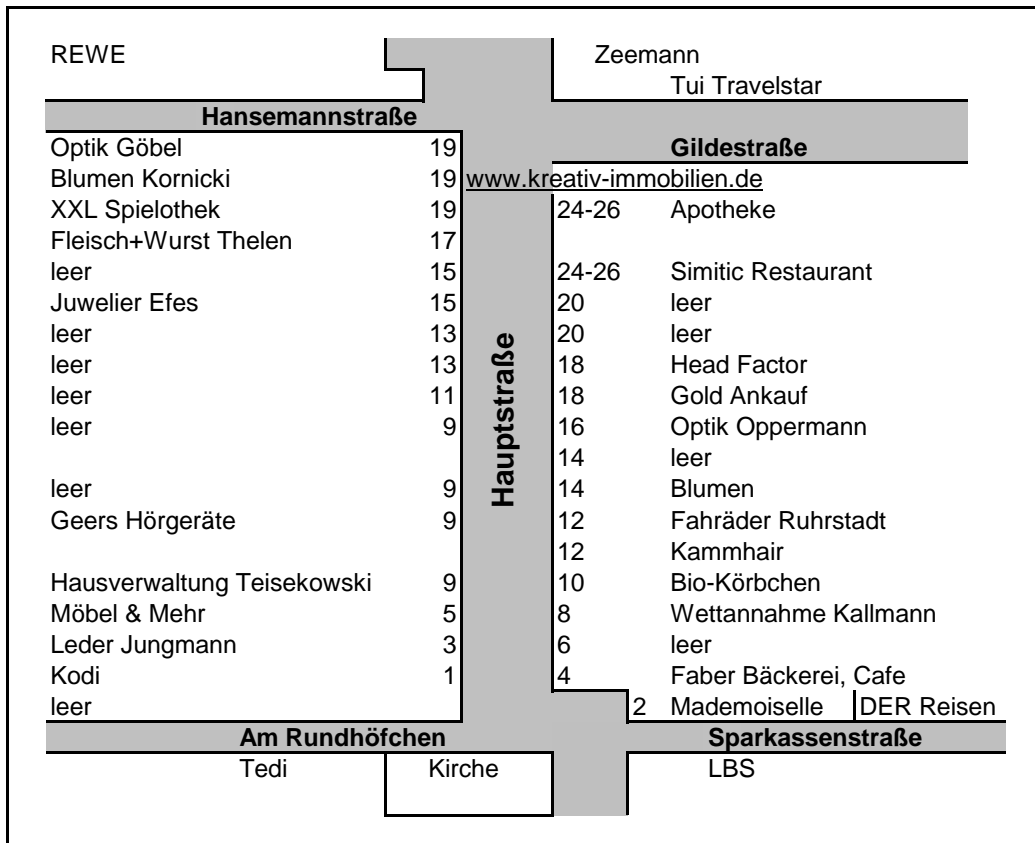 REWE Zeemann
Tui Travelstar
Hansemannstraße
Optik Göbel 19 Gildestraße
Blumen Kornicki 19 www.kreativ-immobilien.de
XXL Spielothek 19 24-26 Apotheke
Fleisch+Wurst Thelen 17
leer 15 24-26 Simitic Restaurant
Juwelier Efes 15 20 leer
leer 13 20 leer
leer 13 18 Head Factor
leer 11 18 Gold Ankauf
leer 9 16 Optik Oppermann
14 leer
leer 9 14 Blumen
Geers Hörgeräte 9 12 Fahrräder Ruhrstadt
12 Kammhair
Hausverwaltung Teisekowski 9 10 Bio-Körbchen
Möbel & Mehr 5 8 Wettannahme Kallmann
Leder Jungmann 3 6 leer
Kodi 1 4 Faber Bäckerei, Cafe
leer 2 Mademoiselle DER Reisen
Hauptstraße
Am Rundhöfchen Sparkassenstraße
Tedi Kirche LBS